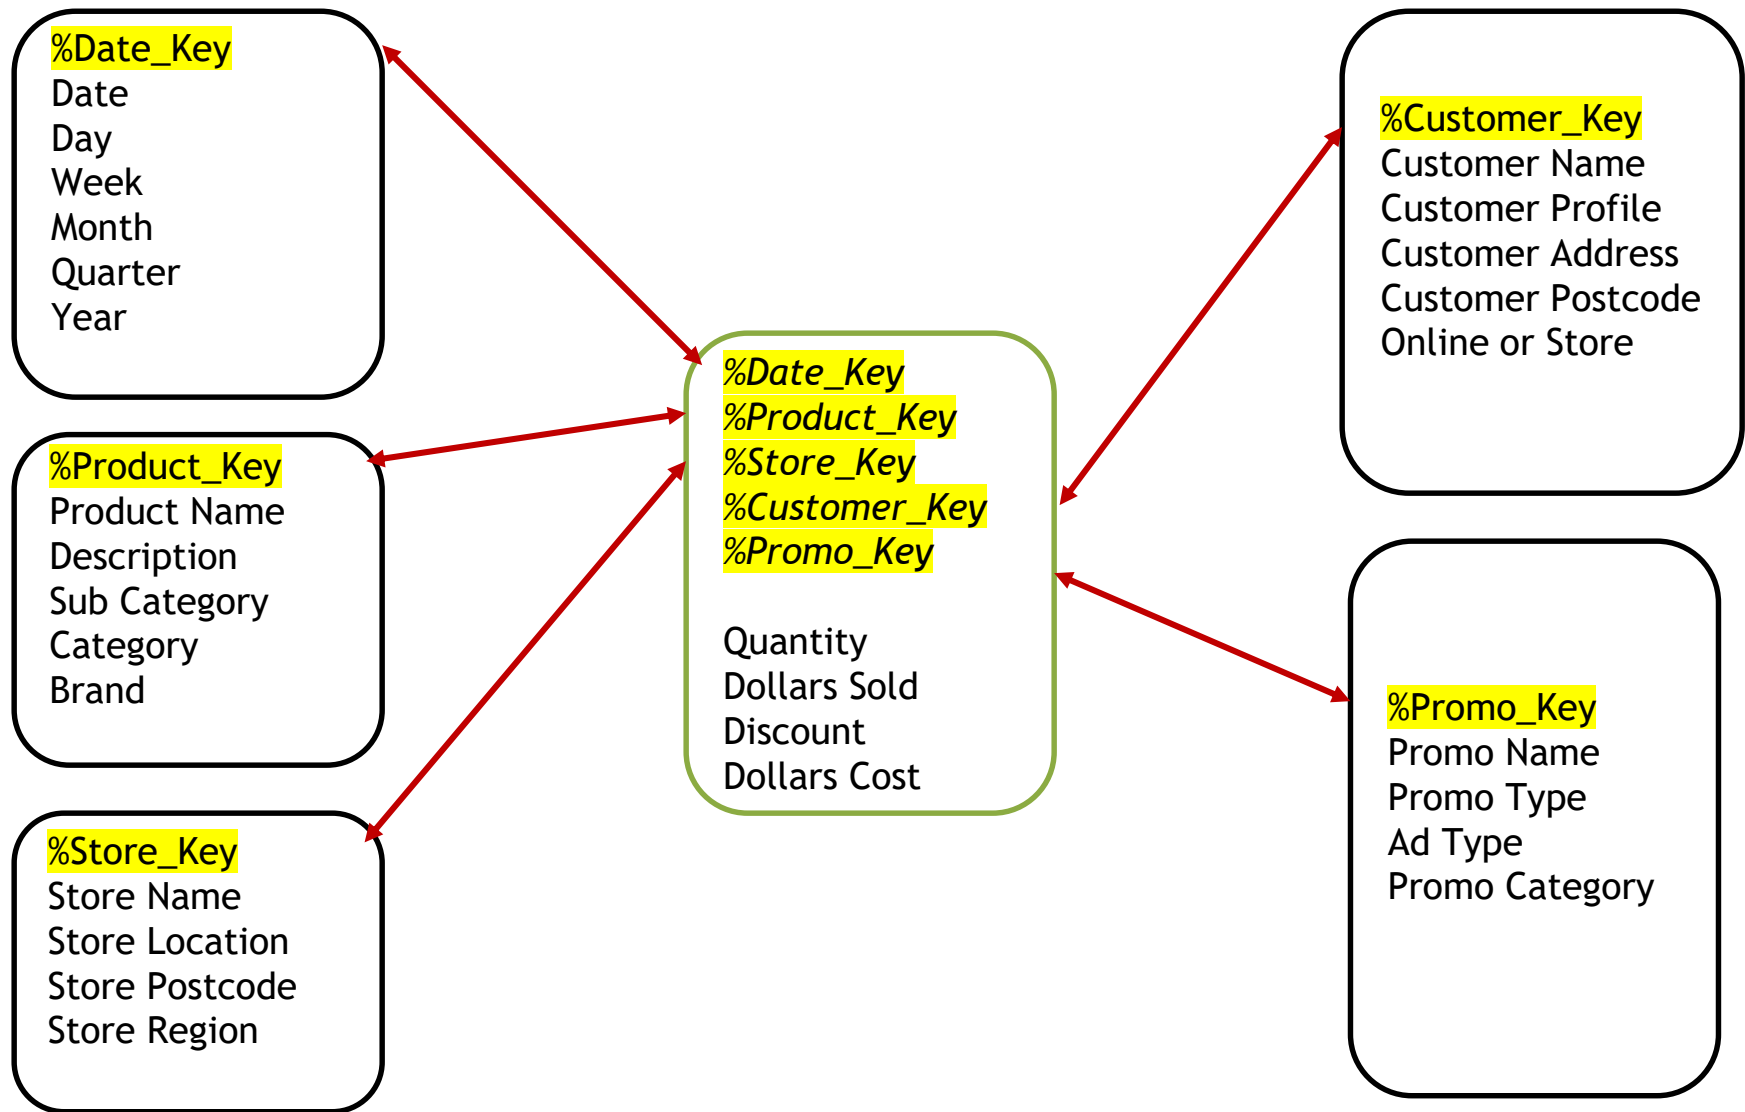 %Date_Key
Date
Day
Week
Month
Quarter
Year
%Product_Key
Product Name
Description
Sub Category
Category
Brand
%Store_Key
Store Name
Store Location
Store Postcode
Store Region
%Date_Key
%Product_Key
%Store_Key
%Customer_Key
%Promo_Key
Quantity
Dollars Sold
Discount
Dollars Cost
%Customer_Key
Customer Name
Customer Profile
Customer Address
Customer Postcode
Online or Store
%Promo_Key
Promo Name
Promo Type
Ad Type
Promo Category